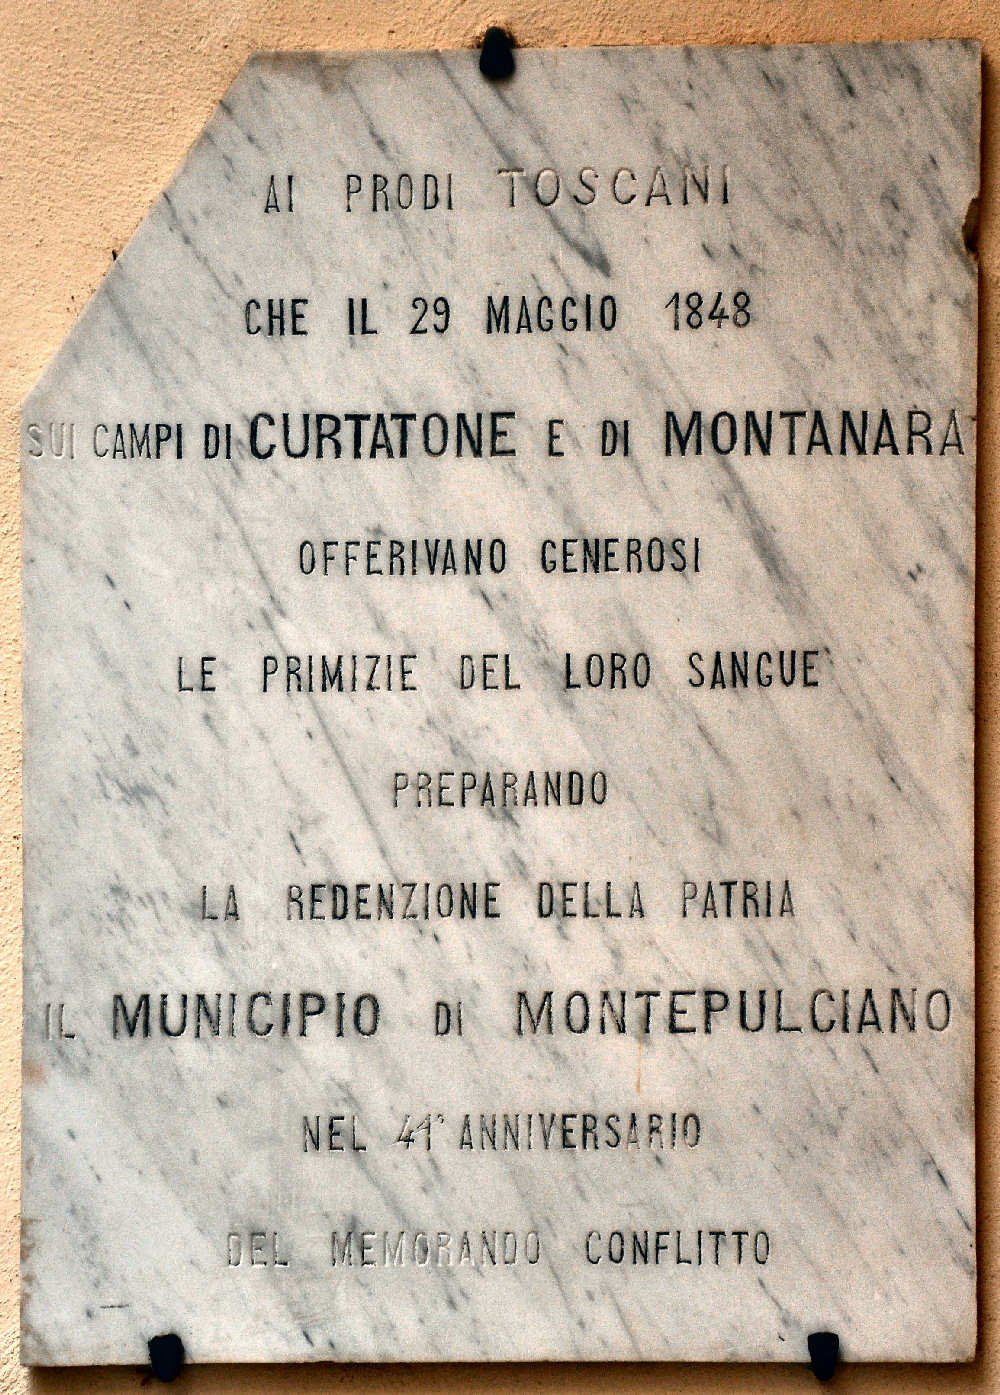 AI PRODI TOSCANI
CHE IL 29 MAGGIO 1848
SUI CAMPI DI CURTATONE E DI MONTANARA
OFFERIVANO GENEROSI
LE PRIMIZIE DEL LORO SANGUE
PREPARANDO
LA REDENZIONE DELLA PATRIA
IL MUNICIPIO DI MONTEPULCIANO
NEL 41° ANNIVERSARIO
DEL MEMORANDO CONFLITTO